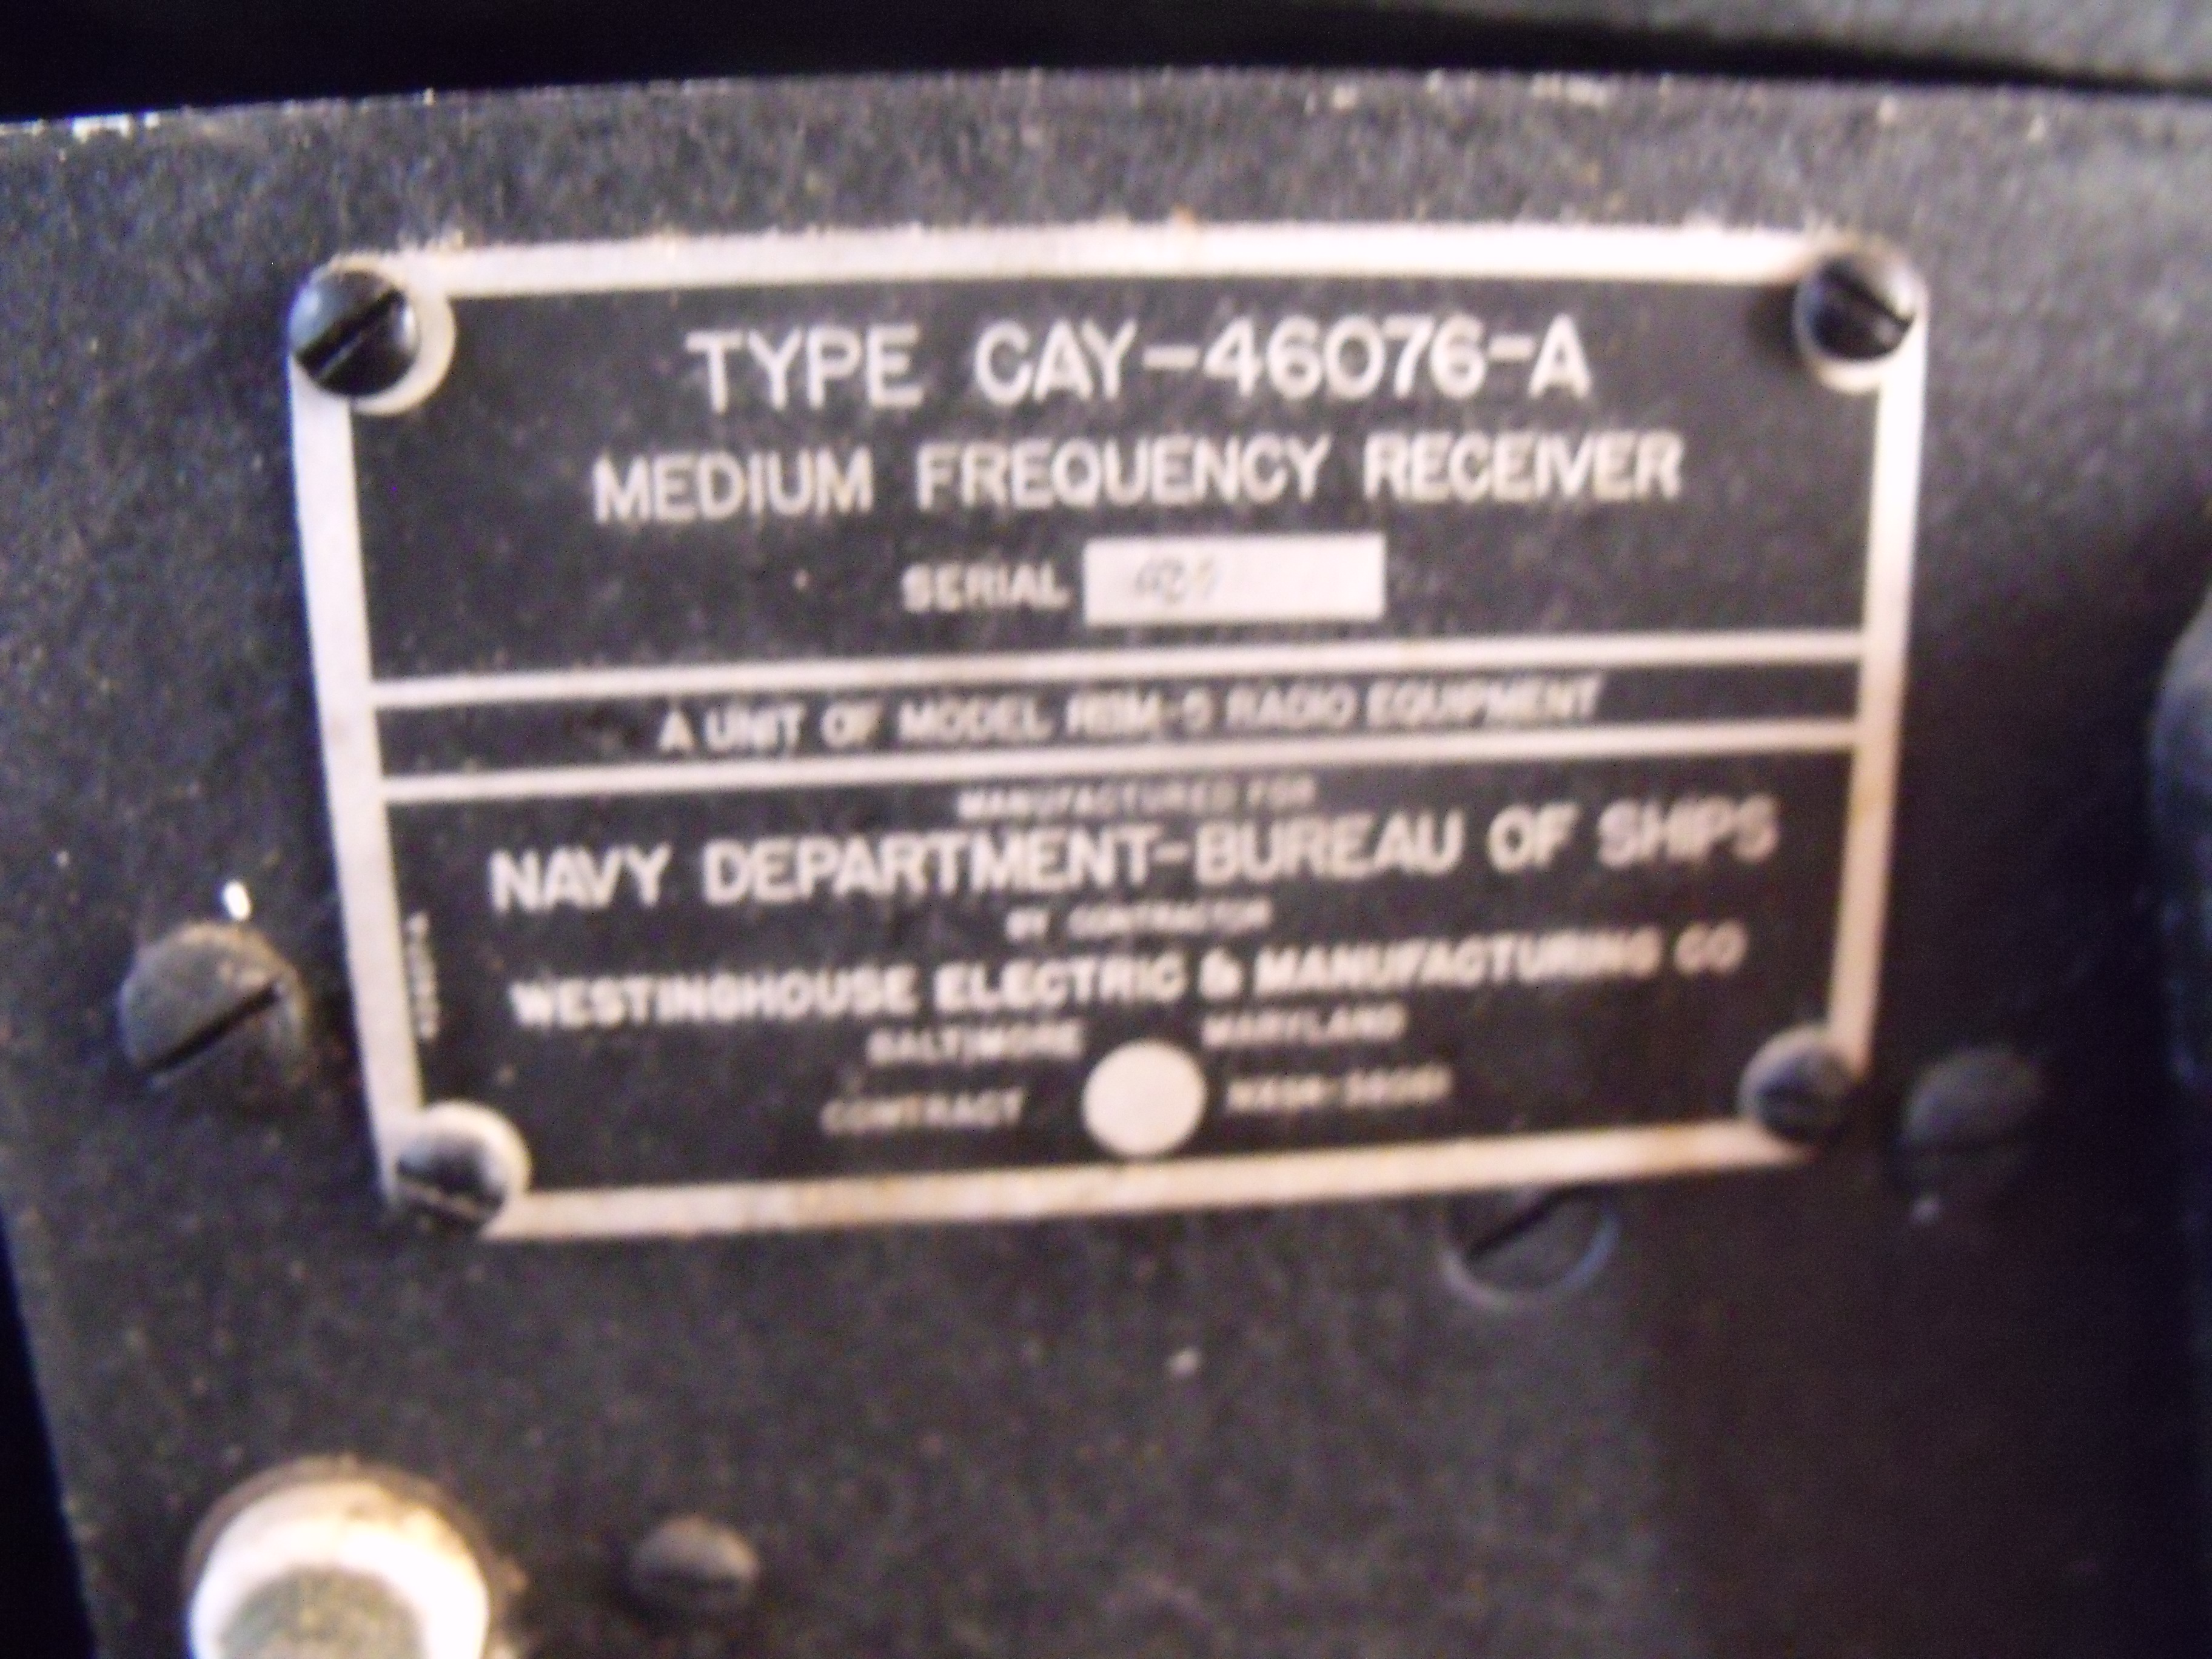 TYPE CAY-46076-A
MEDIUM FREQUENCY RECEIVER
SERIAL
A UNIT OF MODEL RBM-5 RADIO EQUIPMENT
MANUFACTURED FOR
NAVY DEPARTMENT-BUREAU OF SHIPS
BY CONTRACTOR
WESTINGHOUSE ELECTRIC & MANUFACTURING CO
BALTIMORE MARYLAND
CONTRACT